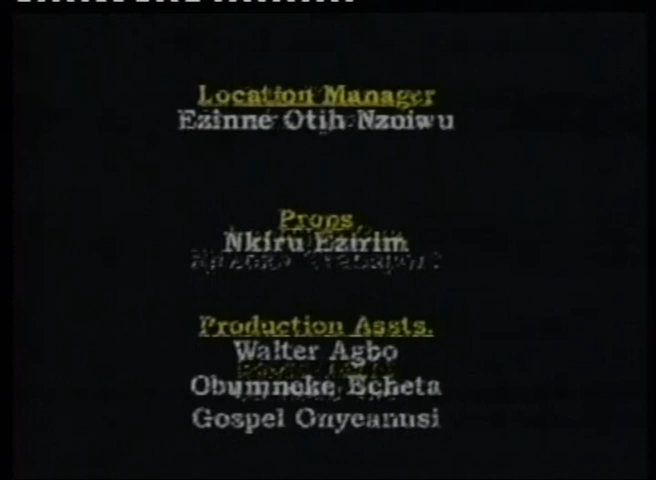 Location Manager
Ezinne Otih Nzoiwu
Props
Nkiru Ezirim
Production Assts.
Walter Agbo
Obumneke Echeta
Gospel Onyeanusi